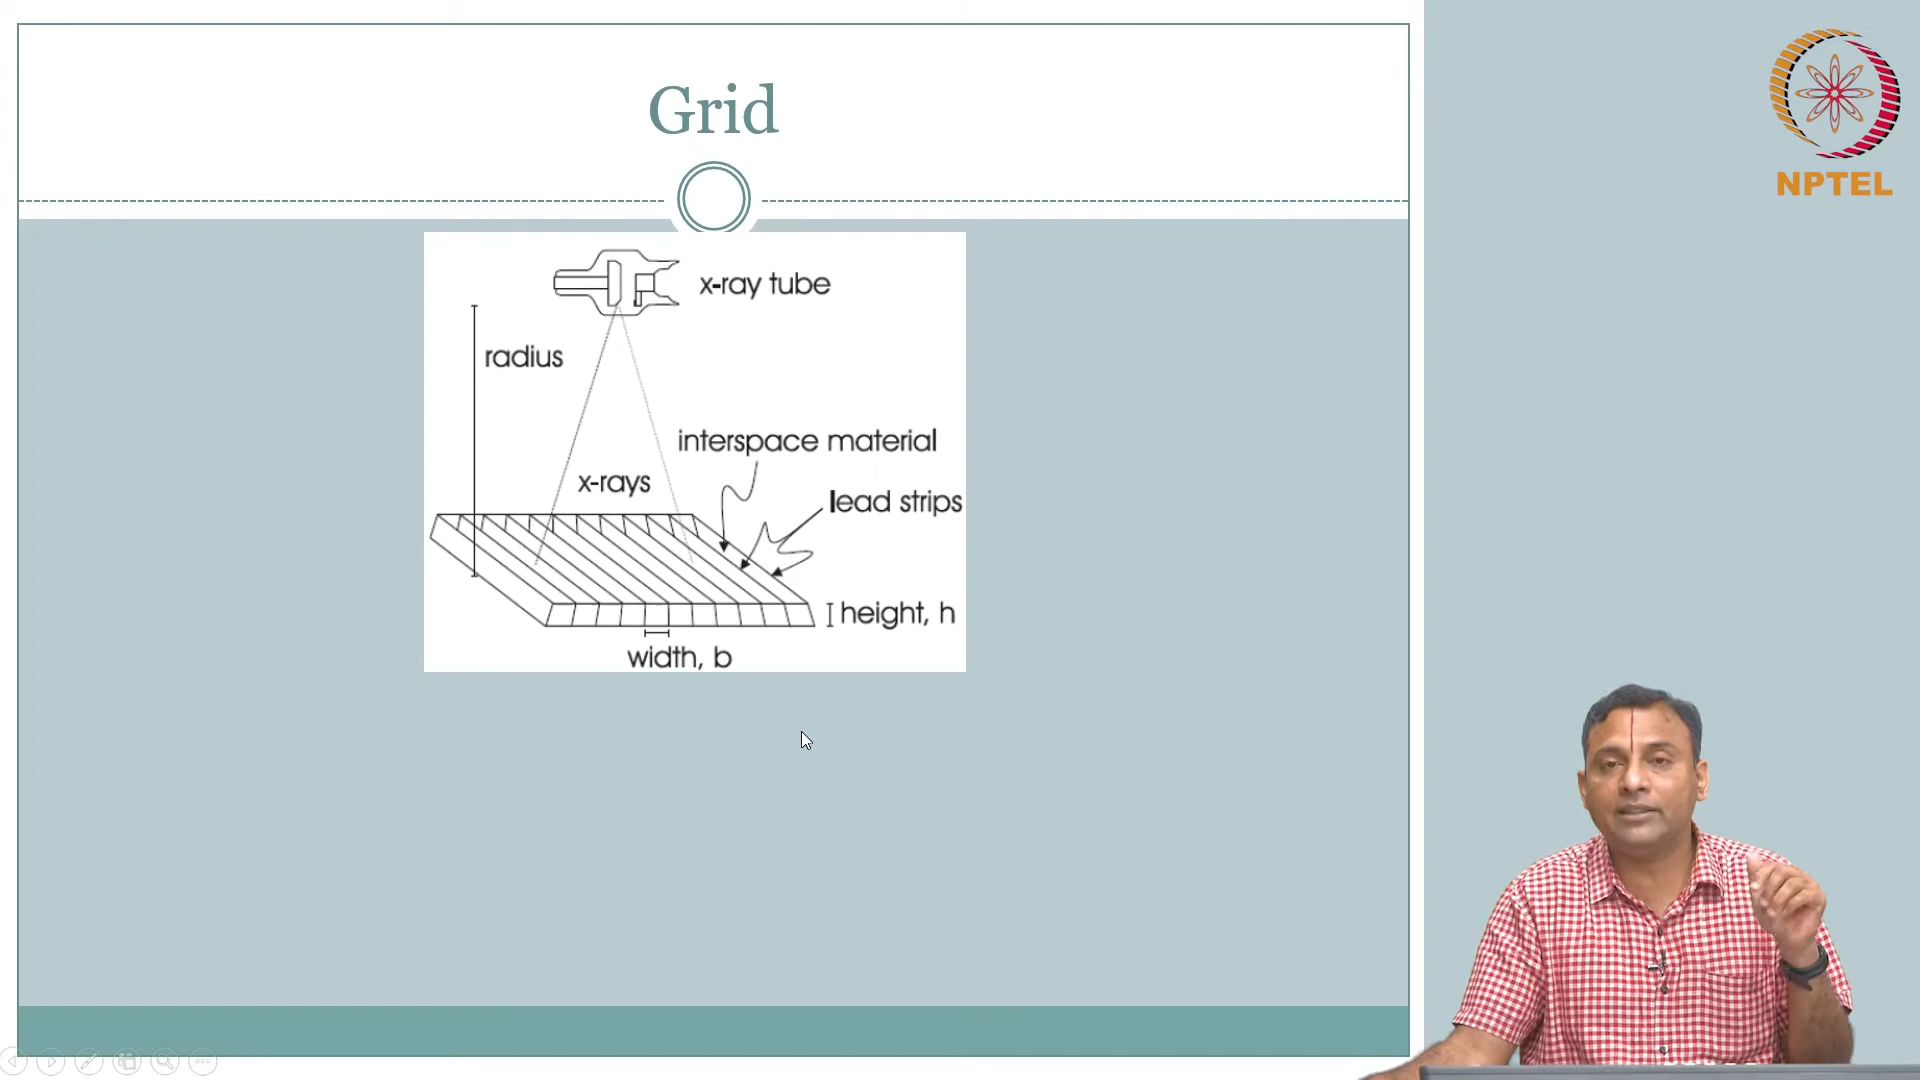 Grid
NPTEL
x-ray tube
radius
interspace material
x-rays
lead strips
height, h
width, b